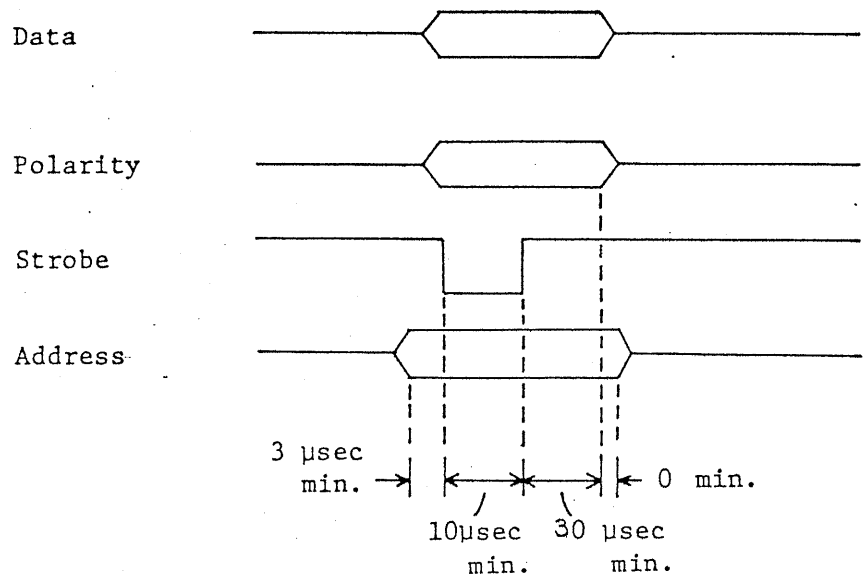 Data
Polarity
Strobe
Address
3 µsec
min.
0 min.
10µsec
min.
30 µsec
min.